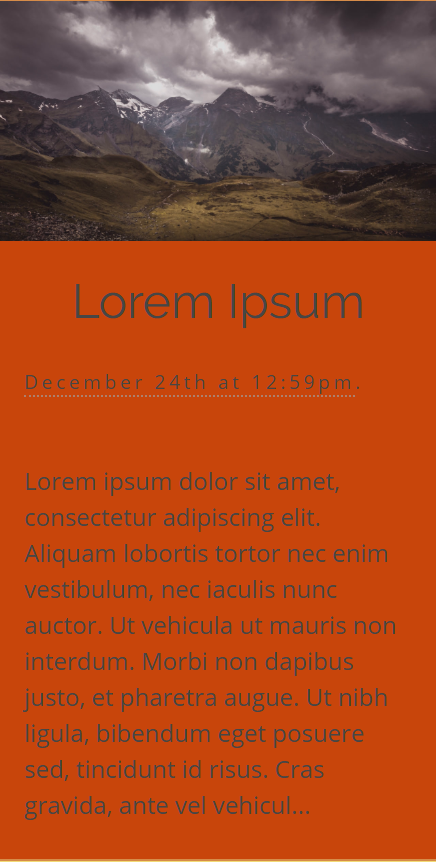 Lorem Ipsum
December 24th at 12:59pm.
Lorem ipsum dolor sit amet,
consectetur adipiscing elit.
Aliquam lobortis tortor nec enim
vestibulum, nec iaculis nunc
auctor. Ut vehicula ut mauris non
interdum. Morbi non dapibus
justo, et pharetra augue. Ut nibh
ligula, bibendum eget posuere
sed, tincidunt id risus. Cras
gravida, ante vel vehicul...